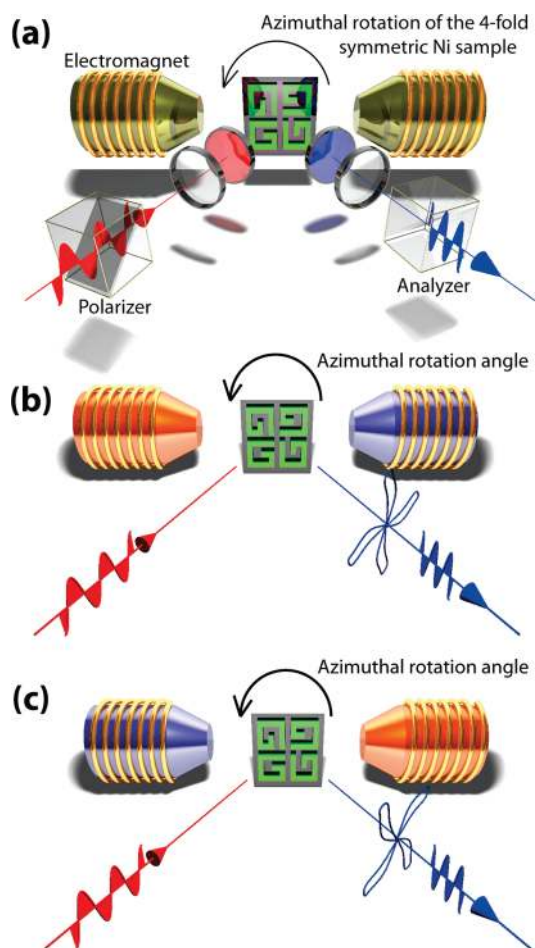 (a)
Azimuthal rotation of the 4-fold
symmetric Ni sample
Electromagnet
Polarizer
Analyzer
(b)
Azimuthal rotation angle
(c)
Azimuthal rotation angle